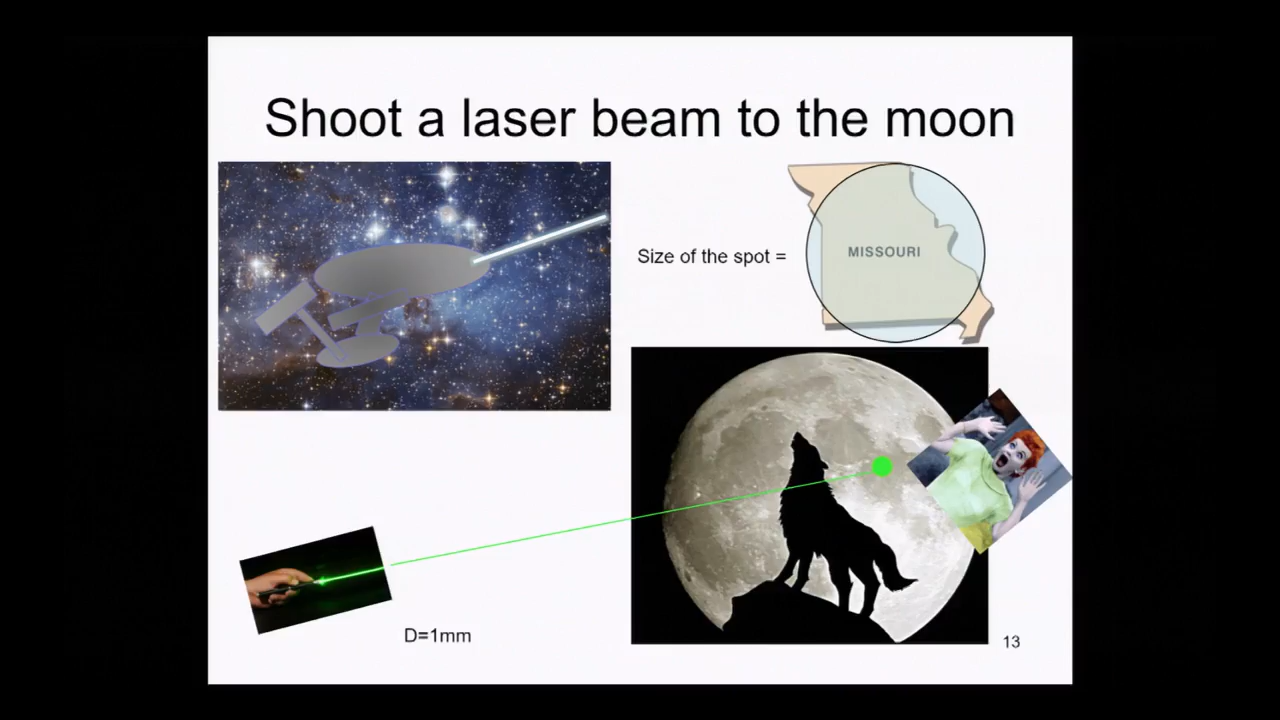 Shoot a laser beam to the moon
Size of the spot =
MISSOURI
D=1mm
13